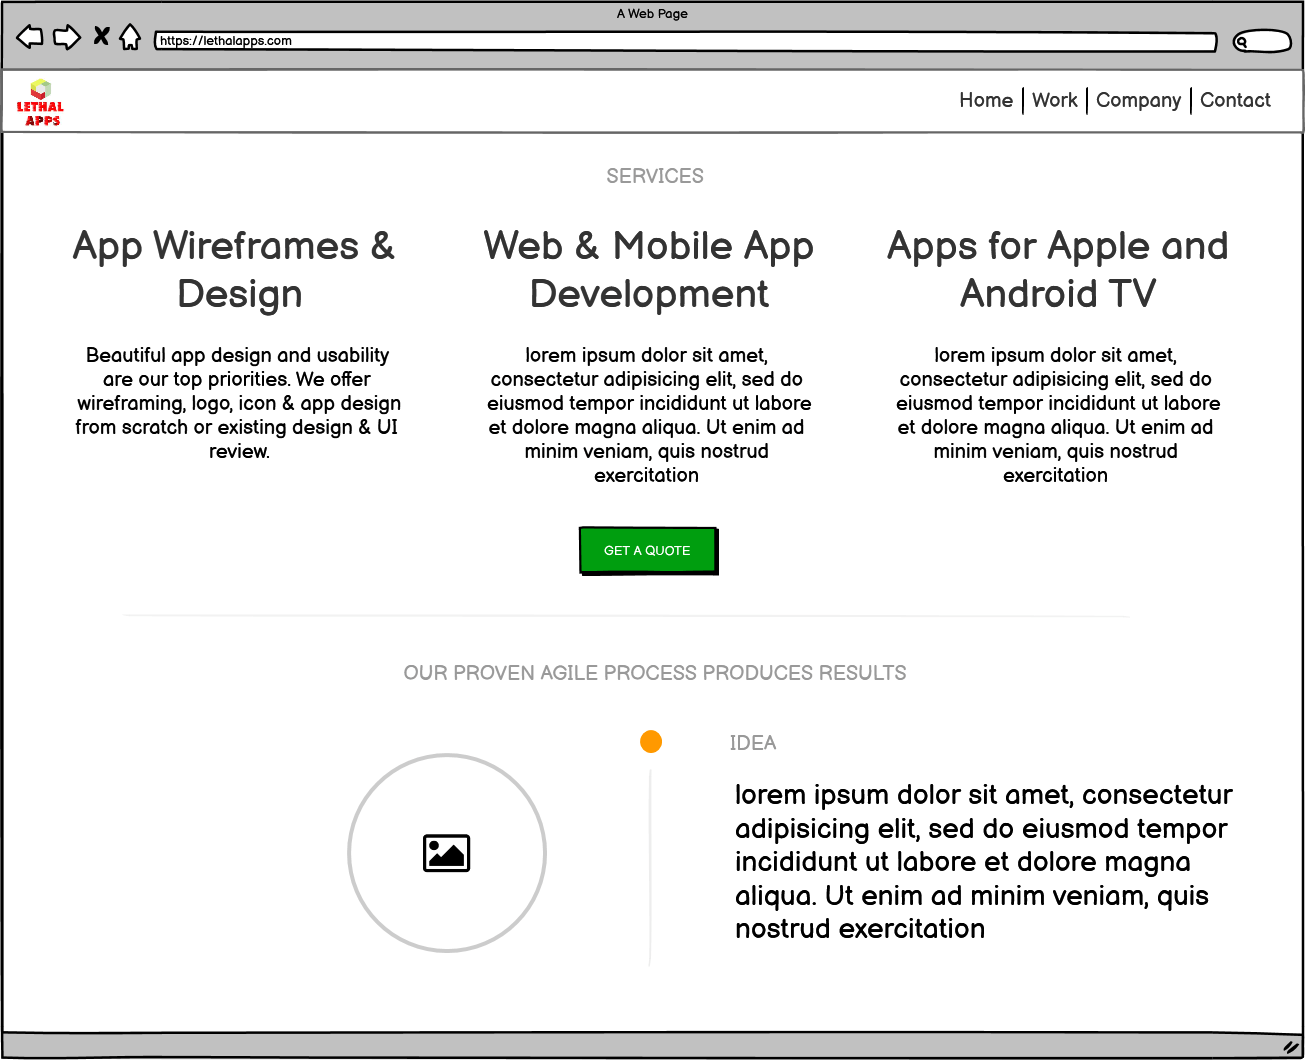 A Web Page
https://lethalapps.com
LETHAL
APPS
Home
Work
Company
Contact
SERVICES
App Wireframes &
Design
Beautiful app design and usability
are our top priorities. We offer
wireframing, logo, icon & app design
from scratch or existing design & UI
review.
Web & Mobile App
Development
lorem ipsum dolor sit amet,
consectetur adipisicing elit, sed do
eiusmod tempor incididunt ut labore
et dolore magna aliqua. Ut enim ad
minim veniam, quis nostrud
exercitation
Apps for Apple and
Android TV
lorem ipsum dolor sit amet,
consectetur adipisicing elit, sed do
eiusmod tempor incididunt ut labore
et dolore magna aliqua. Ut enim ad
minim veniam, quis nostrud
exercitation
GET A QUOTE
OUR PROVEN AGILE PROCESS PRODUCES RESULTS
IDEA
lorem ipsum dolor sit amet, consectetur
adipisicing elit, sed do eiusmod tempor
incididunt ut labore et dolore magna
aliqua. Ut enim ad minim veniam, quis
nostrud exercitation